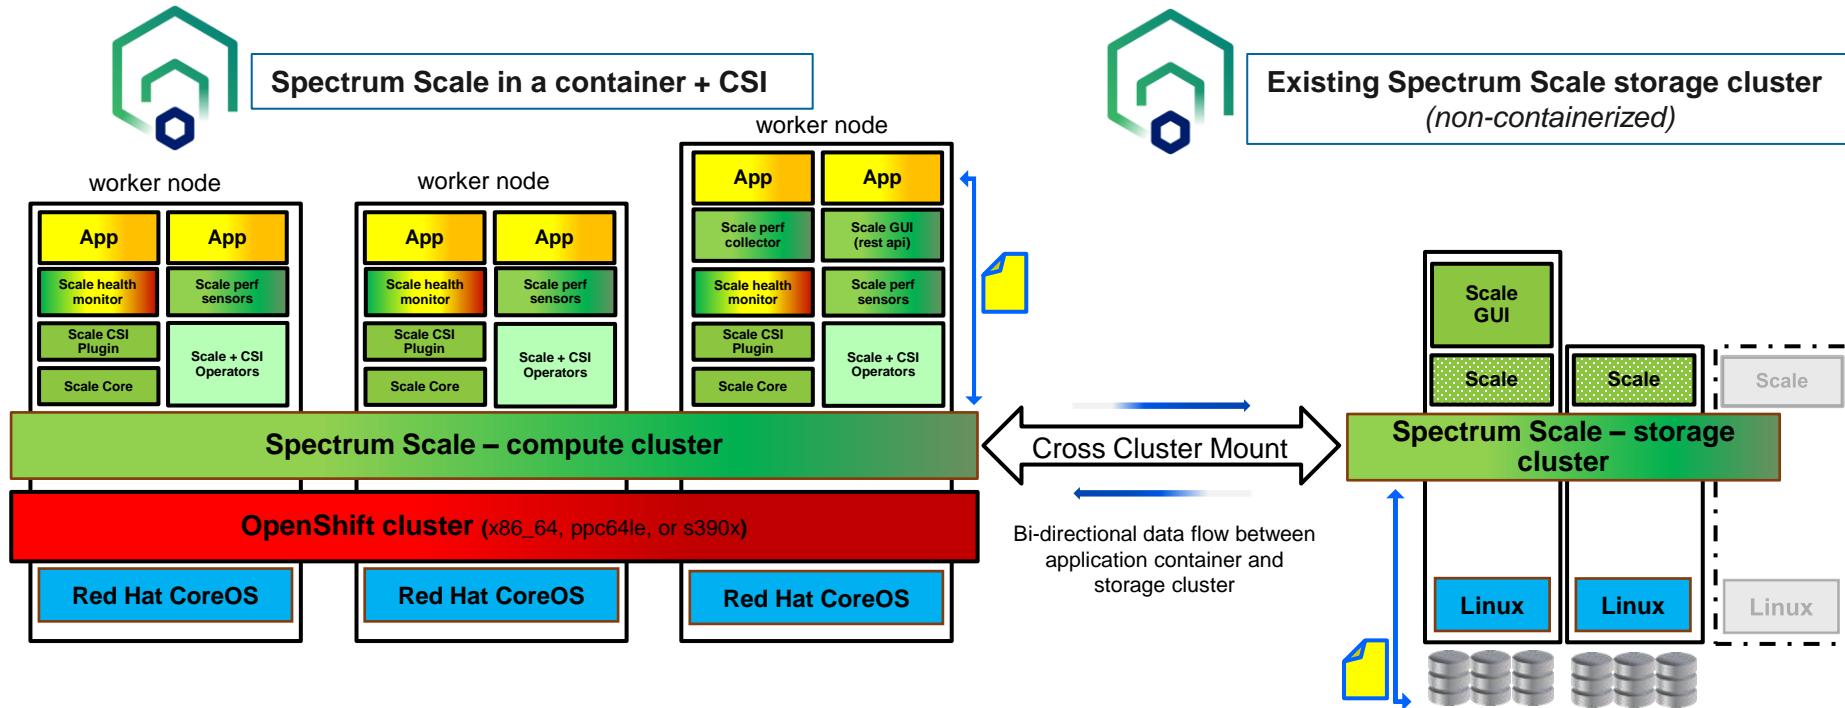 Spectrum Scale in a container + CSI
Existing Spectrum Scale storage cluster
(non-containerized)
worker node
App
App
Scale health
monitor
Scale perf
sensors
Scale CSI
Plugin
Scale + CSI
Operators
Scale Core
worker node
App
App
Scale health
monitor
Scale perf
sensors
Scale CSI
Plugin
Scale + CSI
Operators
Scale Core
worker node
App
App
Scale perf
collector
Scale GUI
(rest api)
Scale health
monitor
Scale perf
sensors
Scale CSI
Plugin
Scale + CSI
Operators
Scale Core
Spectrum Scale – compute cluster
OpenShift cluster (x86_64, ppc64le, or s390x)
Red Hat CoreOS
Red Hat CoreOS
Red Hat CoreOS
Cross Cluster Mount
Bi-directional data flow between
application container and
storage cluster
Scale
GUI
Scale
Scale
Scale
Spectrum Scale – storage
cluster
Linux
Linux
Linux